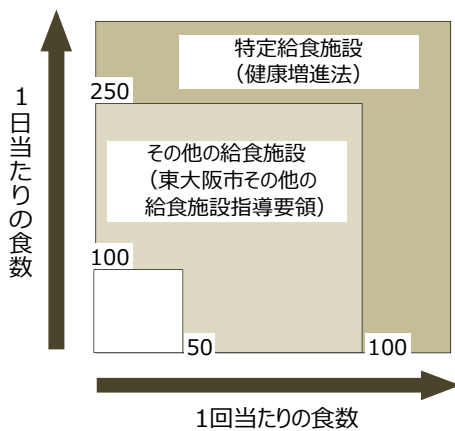 特定給食施設
（健康増進法）
250
1日当たりの食数
その他の給食施設
（東大阪市その他の
給食施設指導要領）
100
50
100
1回当たりの食数